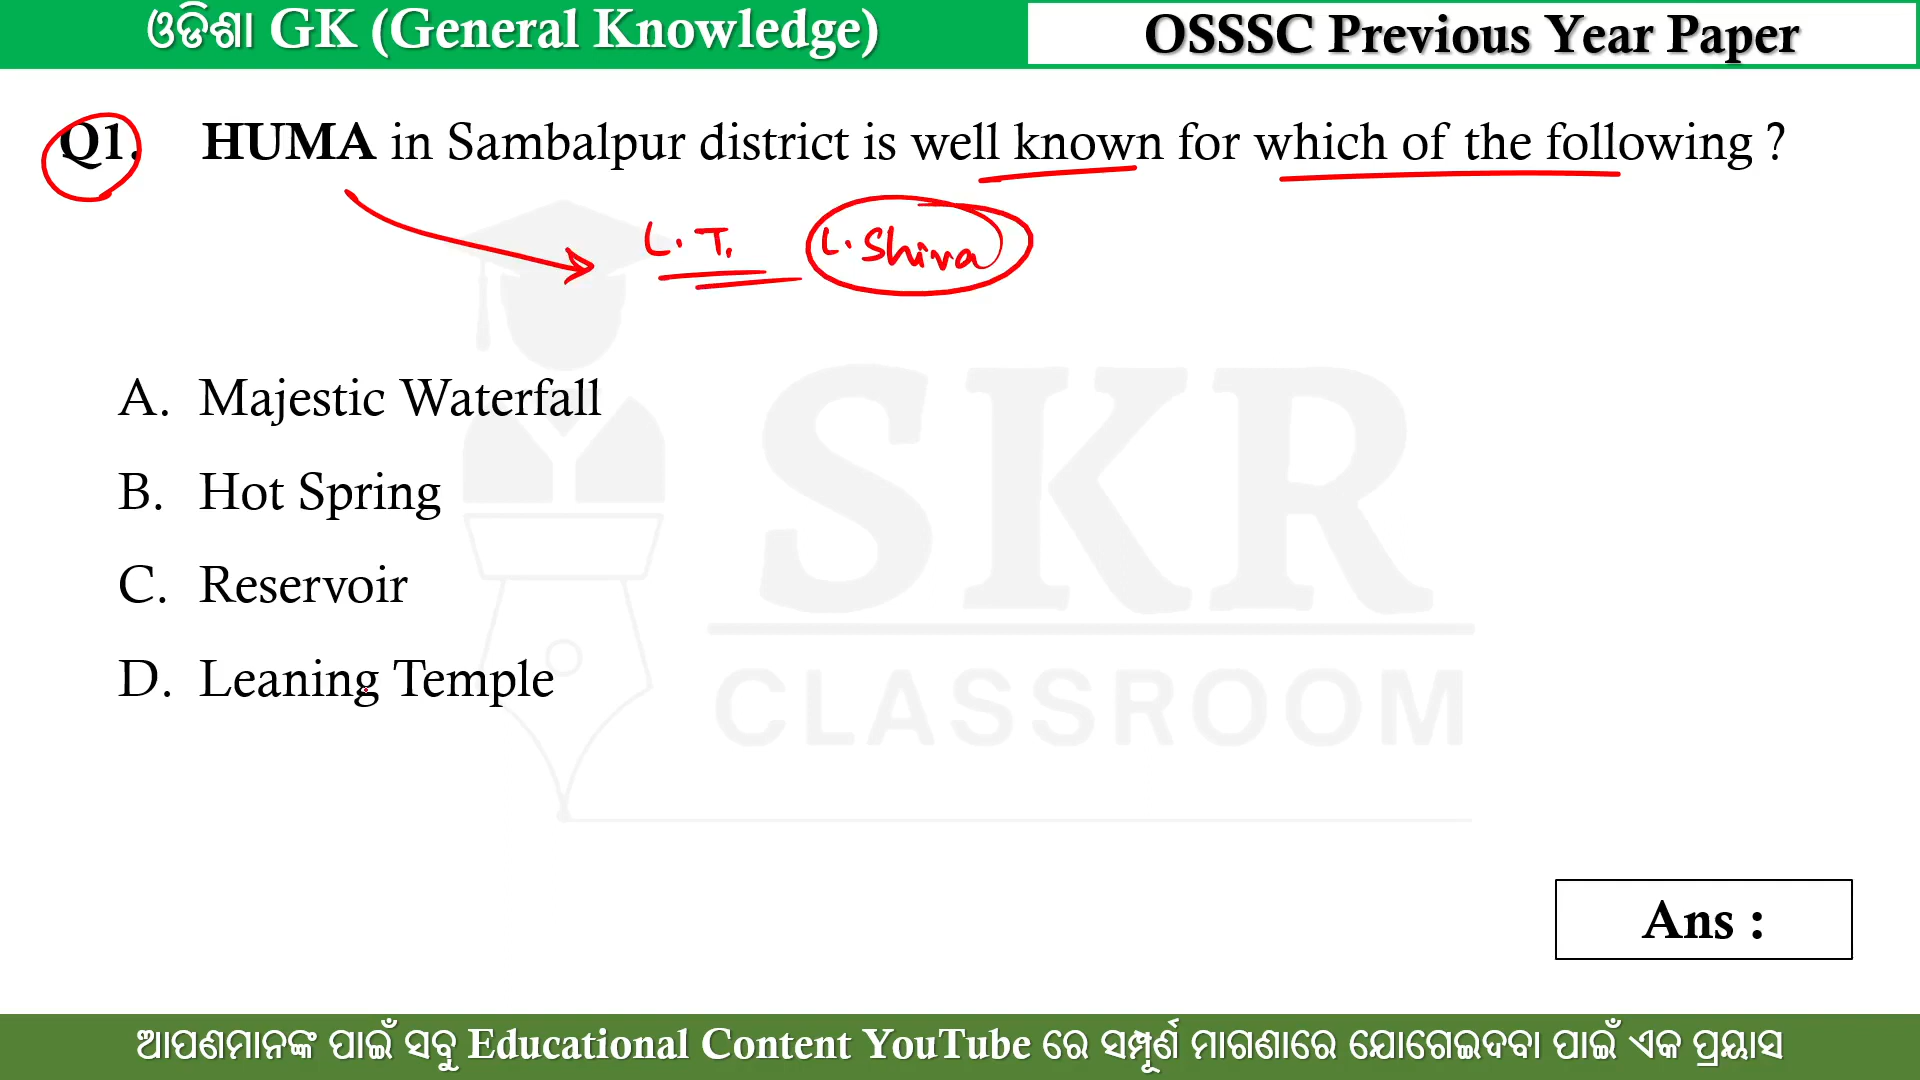 ଓଡିଶା GK (General Knowledge)
OSSSC Previous Year Paper
Q1. HUMA in Sambalpur district is well known for which of the following ?
L. T. L. Shiva
A. Majestic Waterfall
B. Hot Spring
C. Reservoir
D. Leaning Temple
SKR
CLASSROOM
Ans :
ଆପଣମାନଙ୍କ ପାଇଁ ସବୁ Educational Content YouTube ରେ ସମ୍ପୂର୍ଣ ମାଗଣାରେ ଯୋଗେଇଦବା ପାଇଁ ଏକ ପ୍ରୟାସ